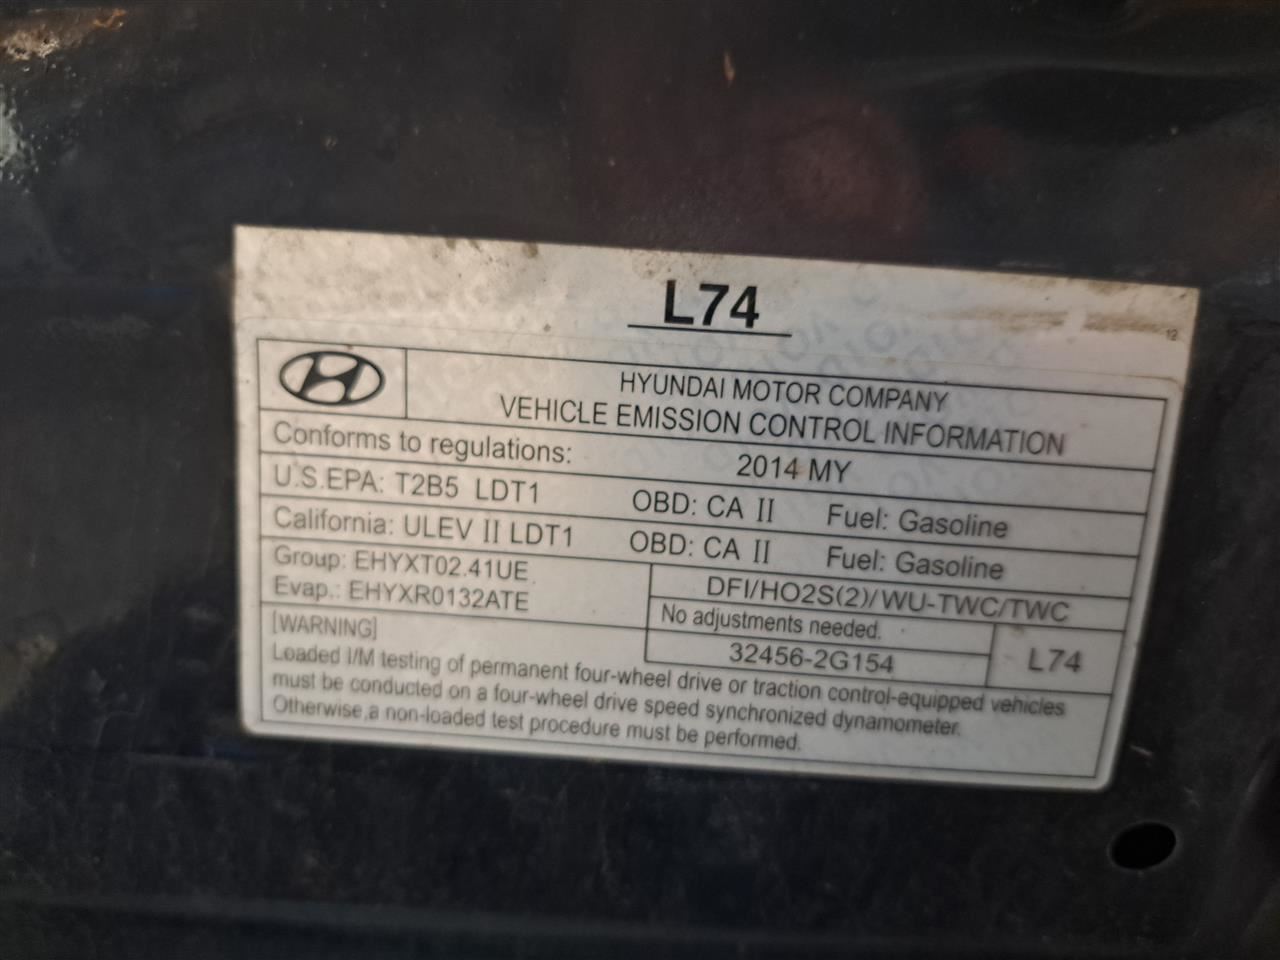 L74
12
HYUNDAI MOTOR COMPANY
VEHICLE EMISSION CONTROL INFORMATION
Conforms to regulations: 2014 MY
U.S.EPA: T2B5 LDT1 OBD: CA II Fuel: Gasoline
California: ULEV II LDT1 OBD: CA II Fuel: Gasoline
Group: EHYXT02.41UE
Evap.: EHYXR0132ATE
DFI/HO2S(2)/WU-TWC/TWC
No adjustments needed.
32456-2G154
L74
[WARNING]
Loaded I/M testing of permanent four-wheel drive or traction control-equipped vehicles
must be conducted on a four-wheel drive speed synchronized dynamometer.
Otherwise,a non-loaded test procedure must be performed.